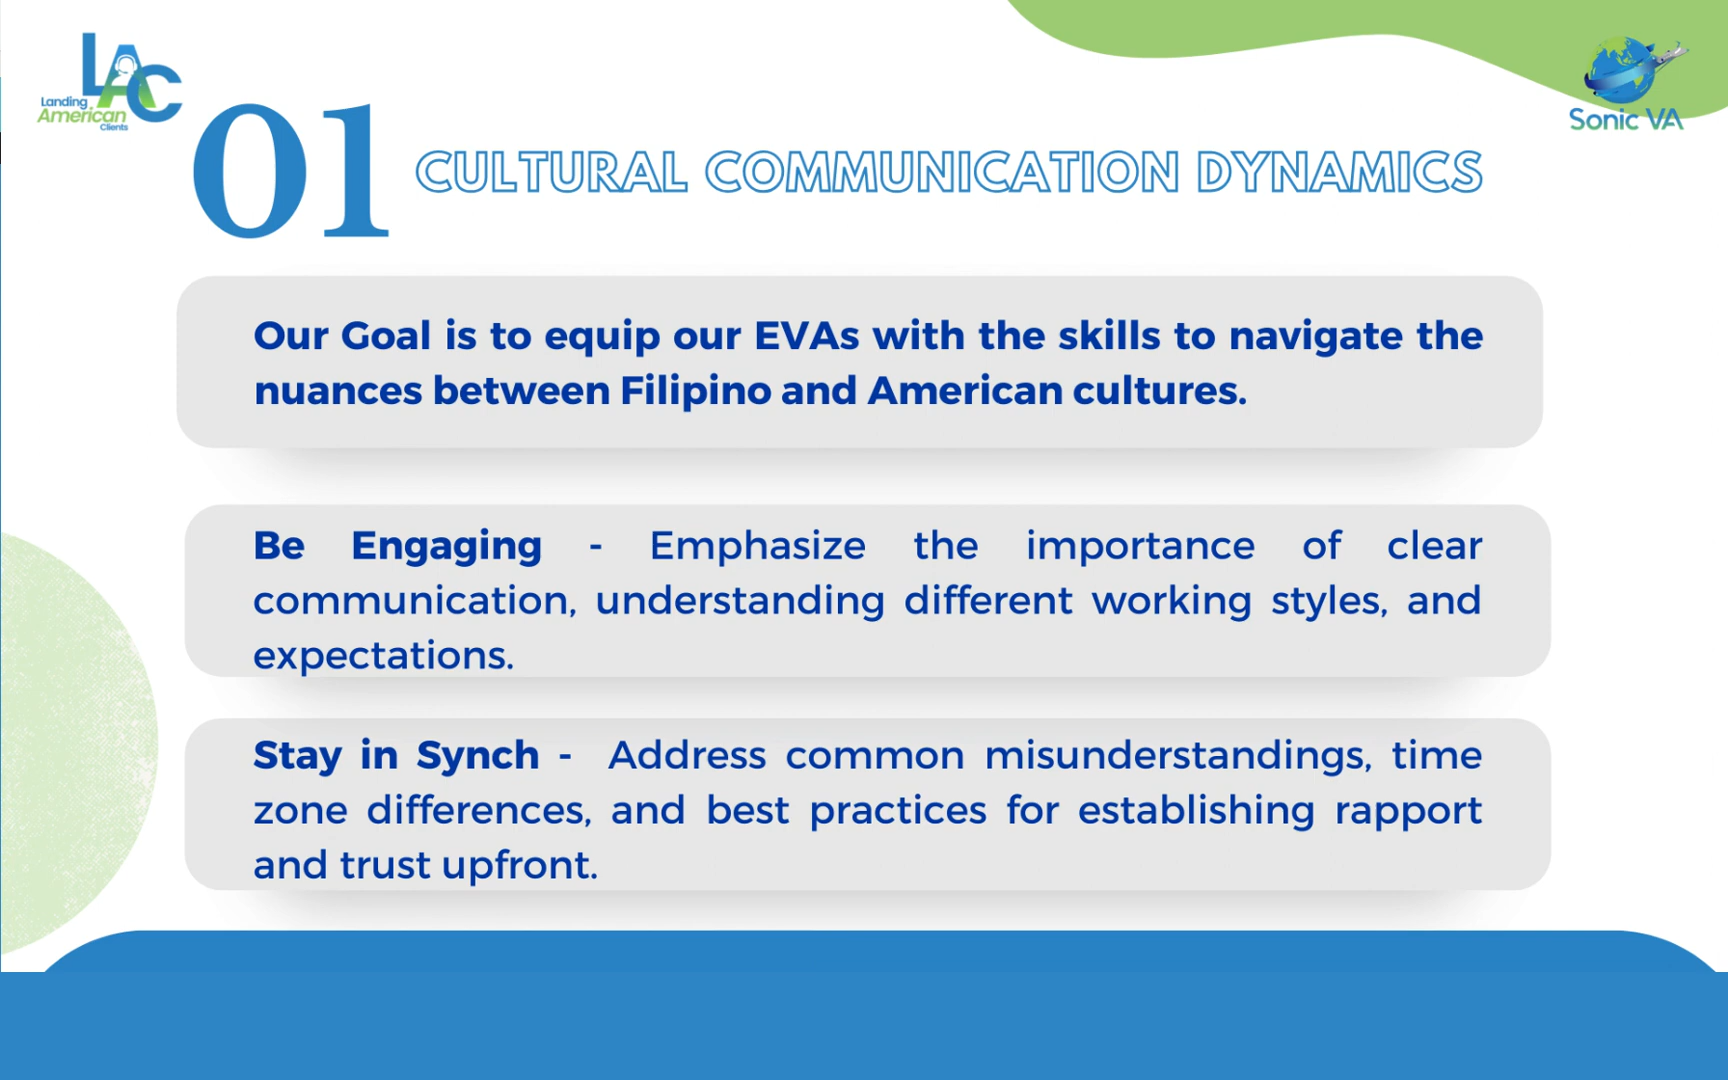 LAC
Landing
American
Clients
Sonic VA
01
CULTURAL COMMUNICATION DYNAMICS
Our Goal is to equip our EVAs with the skills to navigate the
nuances between Filipino and American cultures.
Be Engaging - Emphasize the importance of clear
communication, understanding different working styles, and
expectations.
Stay in Synch - Address common misunderstandings, time
zone differences, and best practices for establishing rapport
and trust upfront.